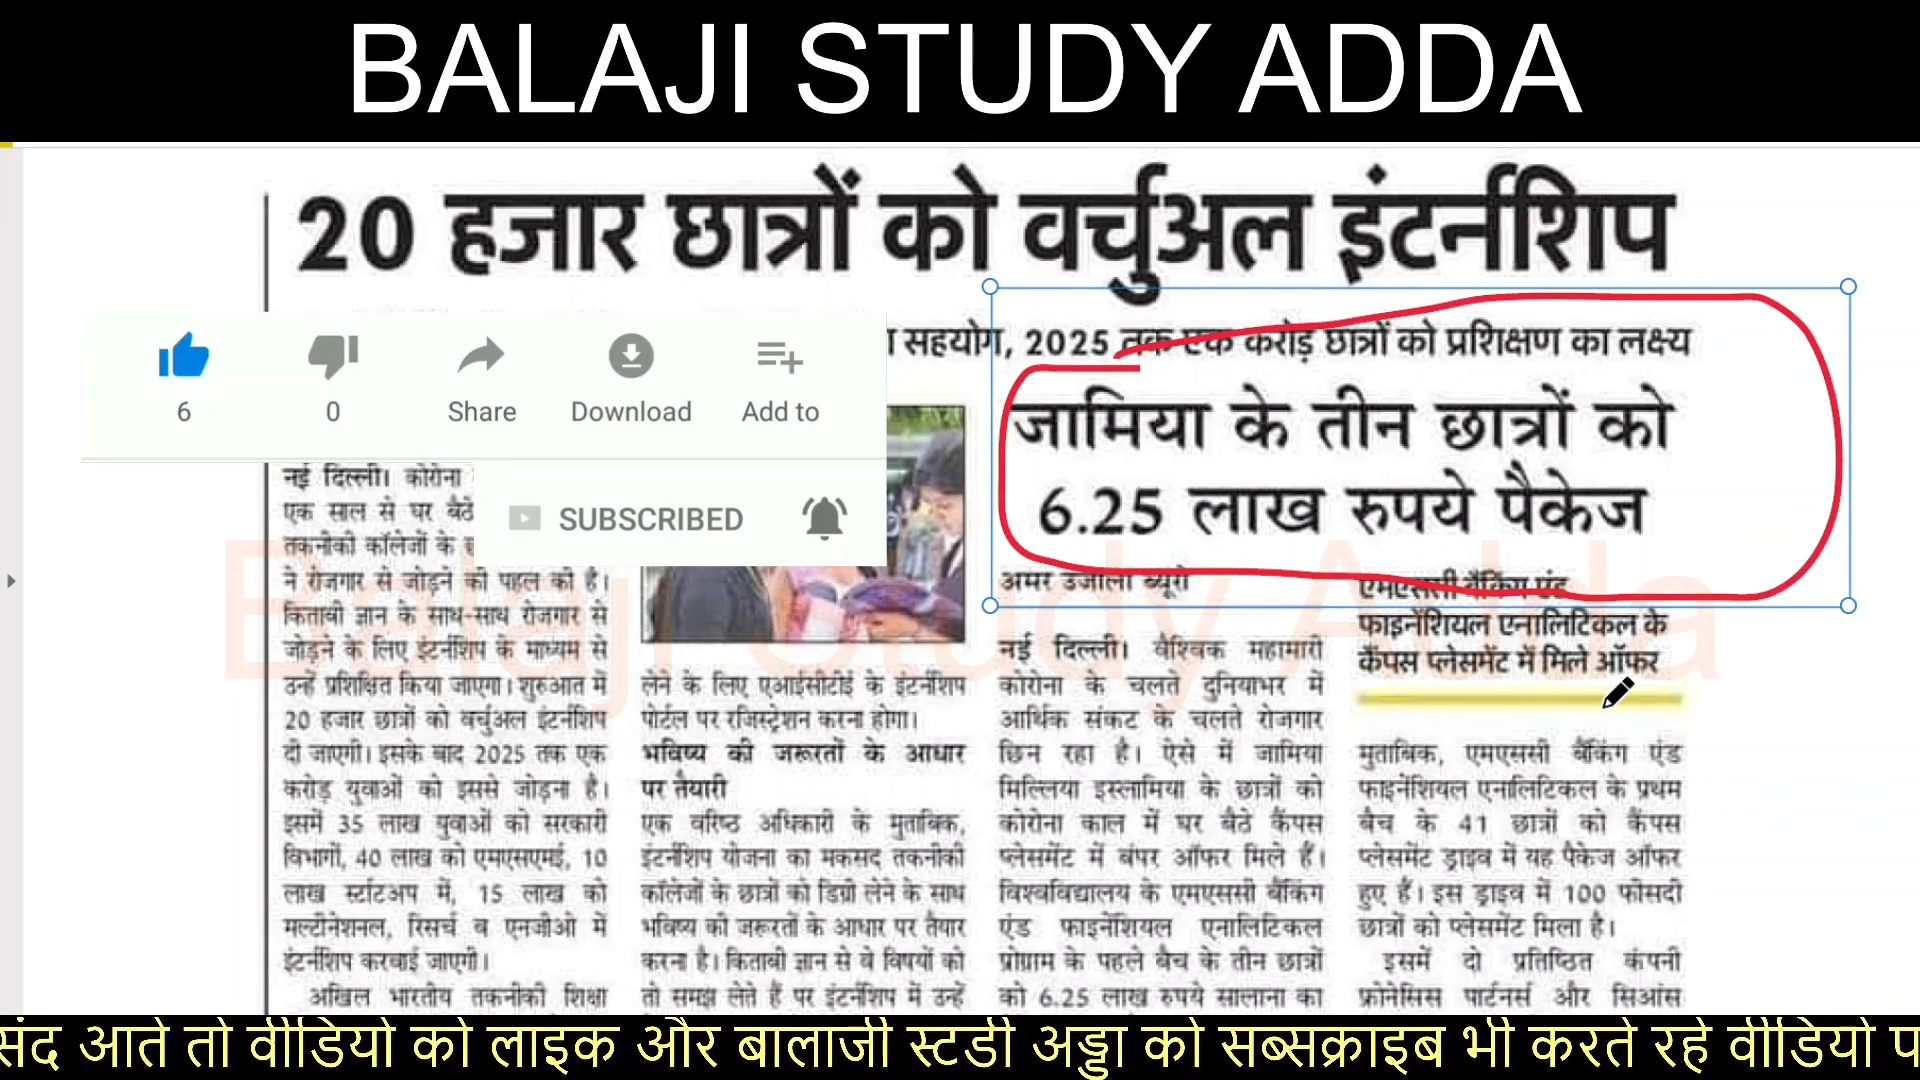 BALAJI STUDY ADDA
20 हजार छात्रों को वर्चुअल इंटर्नशिप
सहयोग, 2025 तक एक करोड़ छात्रों को प्रशिक्षण का लक्ष्य
6
0
Share
Download
Add to
SUBSCRIBED
नई दिल्ली। कोरोना
एक साल से घर बैठे
तकनीकी कॉलेजों के
ने रोजगार से जोड़ने की पहल की है।
किताबी ज्ञान के साथ-साथ रोजगार से
जोड़ने के लिए इंटर्नशिप के माध्यम से
उन्हें प्रशिक्षित किया जाएगा। शुरुआत में
20 हजार छात्रों को वर्चुअल इंटर्नशिप
दी जाएगी। इसके बाद 2025 तक एक
करोड़ युवाओं को इससे जोड़ना है।
इसमें 35 लाख युवाओं को सरकारी
विभागों, 40 लाख को एमएसएमई, 10
लाख स्टार्टअप में, 15 लाख को
मल्टीनेशनल, रिसर्च व एनजीओ में
इंटर्नशिप करवाई जाएगी।
अखिल भारतीय तकनीकी शिक्षा
लेने के लिए एआईसीटीई के इंटर्नशिप
पोर्टल पर रजिस्ट्रेशन करना होगा।
भविष्य की जरूरतों के आधार
पर तैयारी
एक वरिष्ठ अधिकारी के मुताबिक,
इंटर्नशिप योजना का मकसद तकनीकी
कॉलेजों के छात्रों को डिग्री लेने के साथ
भविष्य की जरूरतों के आधार पर तैयार
करना है। किताबी ज्ञान से वे विषयों को
तो समझ लेते हैं पर इंटर्नशिप में उन्हें
जामिया के तीन छात्रों को
6.25 लाख रुपये पैकेज
अमर उजाला ब्यूरो
नई दिल्ली। वैश्विक महामारी
कोरोना के चलते दुनियाभर में
आर्थिक संकट के चलते रोजगार
छिन रहा है। ऐसे में जामिया
मिल्लिया इस्लामिया के छात्रों को
कोरोना काल में घर बैठे कैंपस
प्लेसमेंट में बंपर ऑफर मिले हैं।
विश्वविद्यालय के एमएससी बैंकिंग
एंड फाइनेंशियल एनालिटिकल
प्रोग्राम के पहले बैच के तीन छात्रों
को 6.25 लाख रुपये सालाना का
एमएससी बैंकिंग एंड
फाइनेंशियल एनालिटिकल के
कैंपस प्लेसमेंट में मिले ऑफर
मुताबिक, एमएससी बैंकिंग एंड
फाइनेंशियल एनालिटिकल के प्रथम
बैच के 41 छात्रों को कैंपस
प्लेसमेंट ड्राइव में यह पैकेज ऑफर
हुए हैं। इस ड्राइव में 100 फीसदी
छात्रों को प्लेसमेंट मिला है।
इसमें दो प्रतिष्ठित कंपनी
फ्रोनेसिस पार्टनर्स और सिआंस
Balaji Study Adda
आते तो वीडियो को लाइक और बालाजी स्टडी अड्डा को सब्सक्राइब भी करते रहे वीडियो